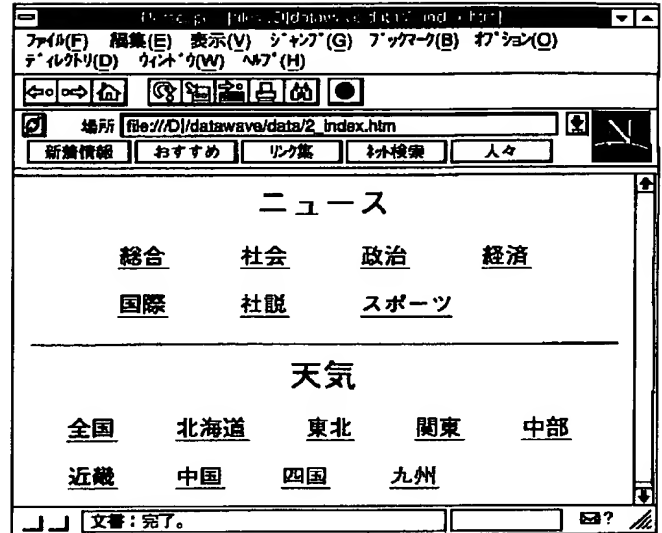 ファイル(F) 編集(E) 表示(V) ジャンプ(G) ブックマーク(B) オプション(O)
ディレクトリ(D) ウィンドウ(W) ヘルプ(H)
場所 file:///D|/datawave/data/2_index.htm
新着情報 おすすめ リンク集 ネット検索 人々
ニュース
総合 社会 政治 経済
国際 社説 スポーツ
天気
全国 北海道 東北 関東 中部
近畿 中国 四国 九州
文書:完了。 ?